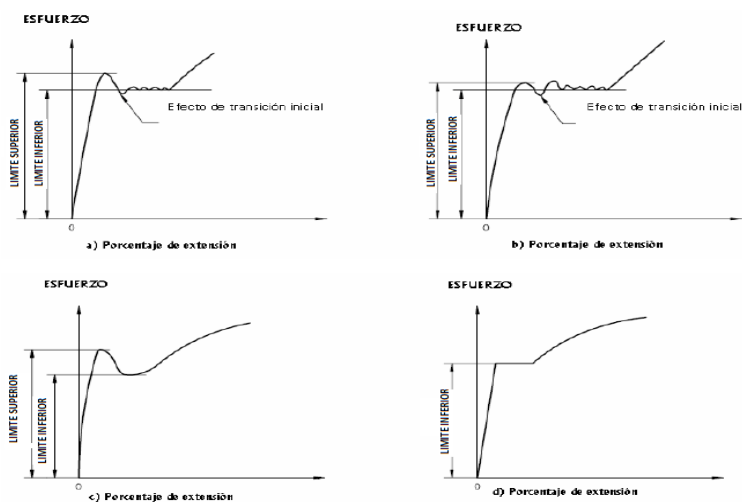 ESFUERZO
LIMITE SUPERIOR
LIMITE INFERIOR
Efecto de transición inicial
0
a) Porcentaje de extensión
ESFUERZO
LIMITE SUPERIOR
LIMITE INFERIOR
Efecto de transición inicial
0
b) Porcentaje de extensión
ESFUERZO
LIMITE SUPERIOR
LIMITE INFERIOR
0
c) Porcentaje de extensión
ESFUERZO
LIMITE INFERIOR
0
d) Porcentaje de extensión